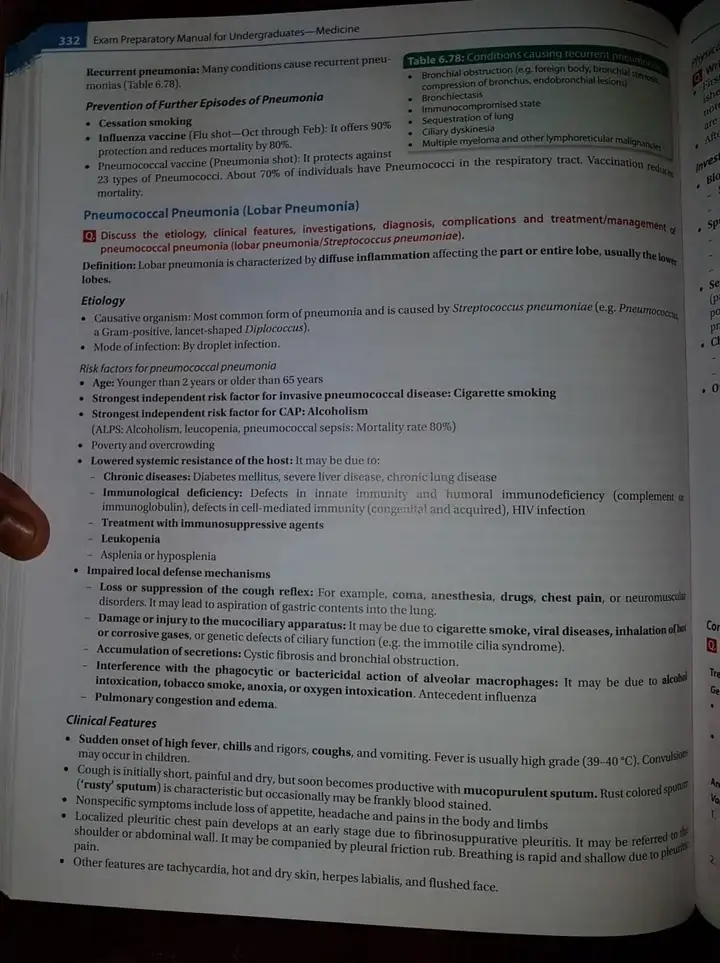 332 Exam Preparatory Manual for Undergraduates—Medicine
Recurrent pneumonia: Many conditions cause recurrent pneu-
monias (Table 6.78).
Prevention of Further Episodes of Pneumonia
• Cessation smoking
• Influenza vaccine (Flu shot—Oct through Feb): It offers 90%
protection and reduces mortality by 80%.
• Pneumococcal vaccine (Pneumonia shot): It protects against
23 types of Pneumococci. About 70% of individuals have Pneumococci in the respiratory tract. Vaccination reduces
mortality.
Table 6.78: Conditions causing recurrent pneumonias
• Bronchial obstruction (e.g. foreign body, bronchial stenosis,
compression of bronchus, endobronchial lesions)
• Bronchiectasis
• Immunocompromised state
• Sequestration of lung
• Ciliary dyskinesia
• Multiple myeloma and other lymphoreticular malignancies
Pneumococcal Pneumonia (Lobar Pneumonia)
Q. Discuss the etiology, clinical features, investigations, diagnosis, complications and treatment/management of
pneumococcal pneumonia (lobar pneumonia/Streptococcus pneumoniae).
Definition: Lobar pneumonia is characterized by diffuse inflammation affecting the part or entire lobe, usually the lower
lobes.
Etiology
• Causative organism: Most common form of pneumonia and is caused by Streptococcus pneumoniae (e.g. Pneumococcus,
a Gram-positive, lancet-shaped Diplococcus).
• Mode of infection: By droplet infection.
Risk factors for pneumococcal pneumonia
• Age: Younger than 2 years or older than 65 years
• Strongest independent risk factor for invasive pneumococcal disease: Cigarette smoking
• Strongest independent risk factor for CAP: Alcoholism
(ALPS: Alcoholism, leucopenia, pneumococcal sepsis: Mortality rate 80%)
• Poverty and overcrowding
• Lowered systemic resistance of the host: It may be due to:
– Chronic diseases: Diabetes mellitus, severe liver disease, chronic lung disease
– Immunological deficiency: Defects in innate immunity and humoral immunodeficiency (complement or
immunoglobulin), defects in cell-mediated immunity (congenital and acquired), HIV infection
– Treatment with immunosuppressive agents
– Leukopenia
– Asplenia or hyposplenia
• Impaired local defense mechanisms
– Loss or suppression of the cough reflex: For example, coma, anesthesia, drugs, chest pain, or neuromuscular
disorders. It may lead to aspiration of gastric contents into the lung.
– Damage or injury to the mucociliary apparatus: It may be due to cigarette smoke, viral diseases, inhalation of hot
or corrosive gases, or genetic defects of ciliary function (e.g. the immotile cilia syndrome).
– Accumulation of secretions: Cystic fibrosis and bronchial obstruction.
– Interference with the phagocytic or bactericidal action of alveolar macrophages: It may be due to alcohol
intoxication, tobacco smoke, anoxia, or oxygen intoxication. Antecedent influenza
– Pulmonary congestion and edema.
Clinical Features
• Sudden onset of high fever, chills and rigors, coughs, and vomiting. Fever is usually high grade (39–40 °C). Convulsions
may occur in children.
• Cough is initially short, painful and dry, but soon becomes productive with mucopurulent sputum. Rust colored sputum
('rusty' sputum) is characteristic but occasionally may be frankly blood stained.
• Nonspecific symptoms include loss of appetite, headache and pains in the body and limbs
• Localized pleuritic chest pain develops at an early stage due to fibrinosuppurative pleuritis. It may be referred to the
shoulder or abdominal wall. It may be companied by pleural friction rub. Breathing is rapid and shallow due to pleuritic
pain.
• Other features are tachycardia, hot and dry skin, herpes labialis, and flushed face.